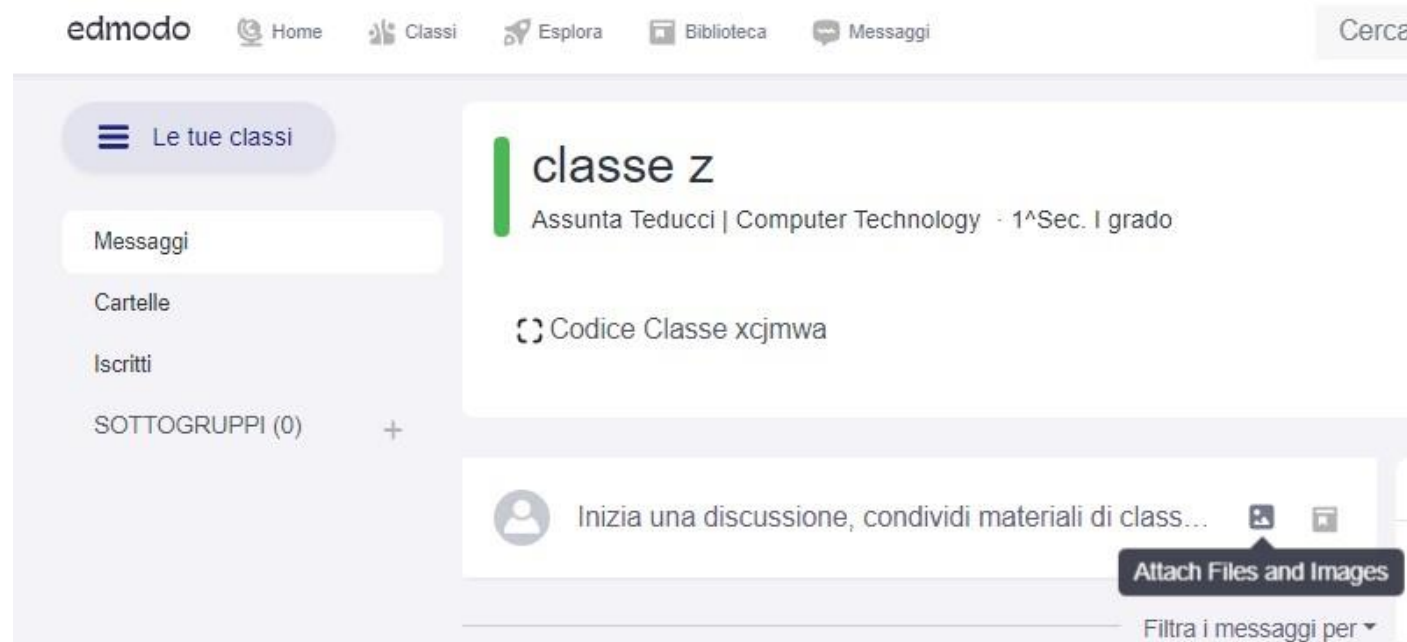 edmodo Home Classi Esplora Biblioteca Messaggi Cerca
Le tue classi
Messaggi
Cartelle
Iscritti
SOTTOGRUPPI (0) +
classe z
Assunta Teducci | Computer Technology · 1^Sec. I grado
Codice Classe xcjmwa
Inizia una discussione, condividi materiali di class...
Attach Files and Images
Filtra i messaggi per